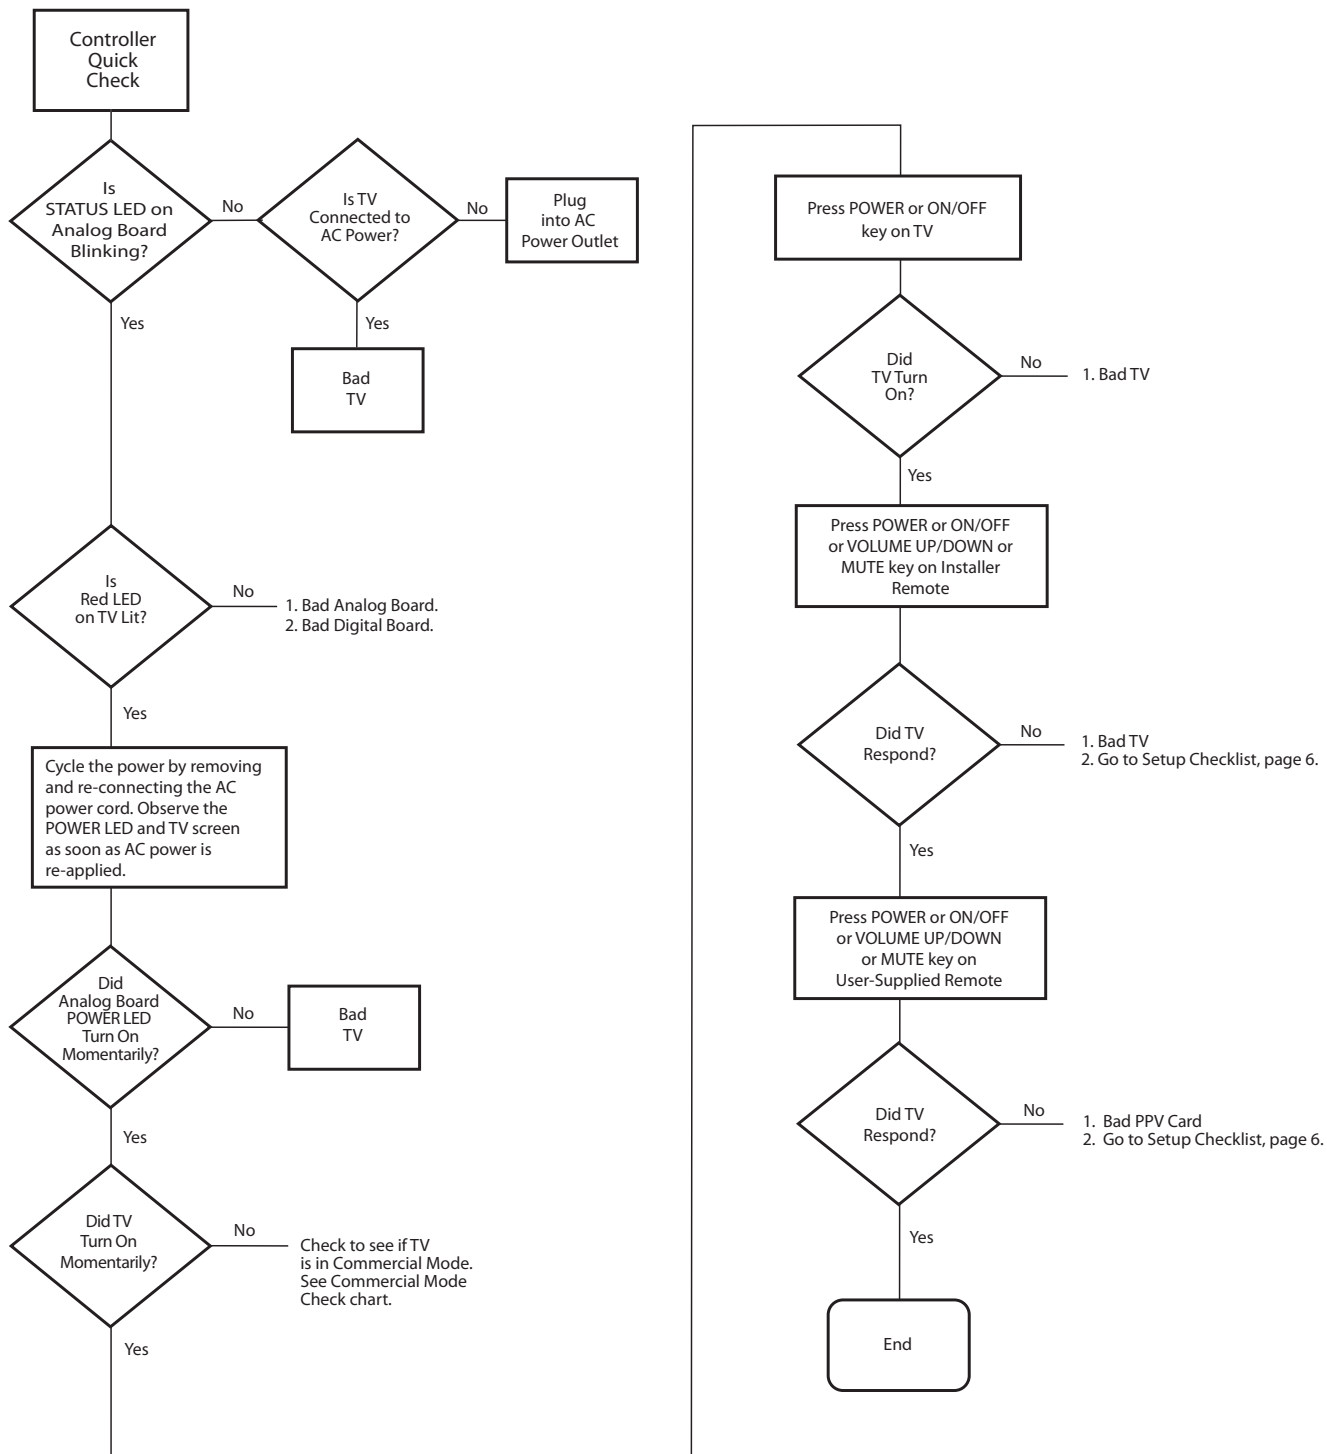 Controller
Quick
Check
Is
STATUS LED on
Analog Board
Blinking?
No
Is TV
Connected to
AC Power?
No
Plug
into AC
Power Outlet
Yes
Yes
Bad
TV
Is
Red LED
on TV Lit?
No
1. Bad Analog Board.
2. Bad Digital Board.
Yes
Cycle the power by removing
and re-connecting the AC
power cord. Observe the
POWER LED and TV screen
as soon as AC power is
re-applied.
Did
Analog Board
POWER LED
Turn On
Momentarily?
No
Bad
TV
Yes
Did TV
Turn On
Momentarily?
No
Check to see if TV
is in Commercial Mode.
See Commercial Mode
Check chart.
Yes
Press POWER or ON/OFF
key on TV
Did
TV Turn
On?
No
1. Bad TV
Yes
Press POWER or ON/OFF
or VOLUME UP/DOWN or
MUTE key on Installer
Remote
Did TV
Respond?
No
1. Bad TV
2. Go to Setup Checklist, page 6.
Yes
Press POWER or ON/OFF
or VOLUME UP/DOWN
or MUTE key on
User-Supplied Remote
Did TV
Respond?
No
1. Bad PPV Card
2. Go to Setup Checklist, page 6.
Yes
End